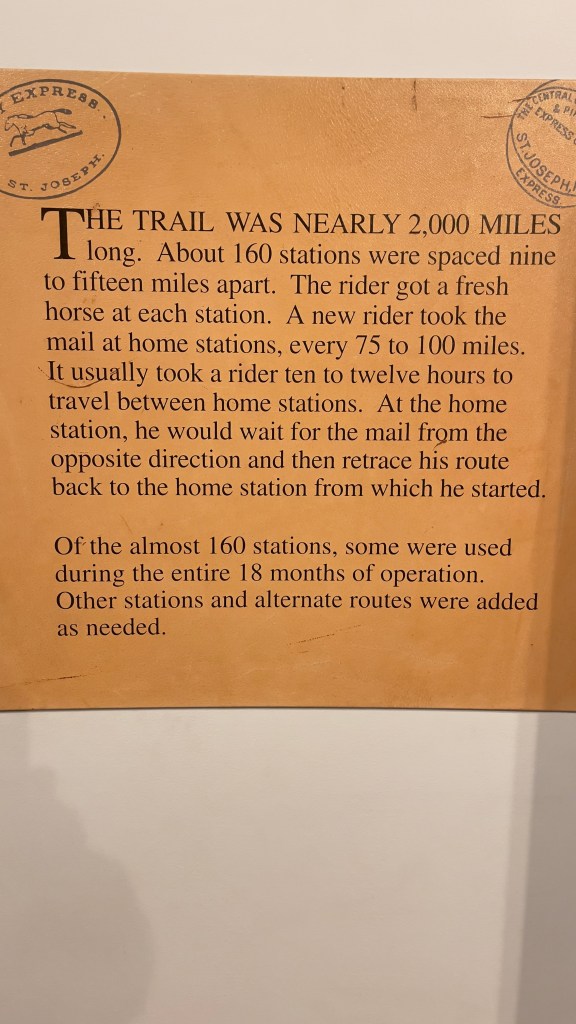 Y EXPRESS.
ST. JOSEPH.
THE CENTRAL
& PI
EXPRESS
ST. JOSEPH,
EXPRESS.
THE TRAIL WAS NEARLY 2,000 MILES
long. About 160 stations were spaced nine
to fifteen miles apart. The rider got a fresh
horse at each station. A new rider took the
mail at home stations, every 75 to 100 miles.
It usually took a rider ten to twelve hours to
travel between home stations. At the home
station, he would wait for the mail from the
opposite direction and then retrace his route
back to the home station from which he started.
Of the almost 160 stations, some were used
during the entire 18 months of operation.
Other stations and alternate routes were added
as needed.